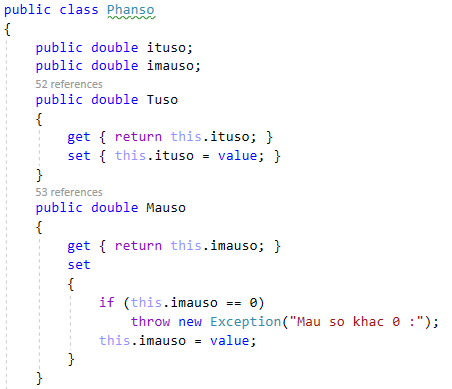 public class Phanso
{
public double ituso;
public double imauso;
52 references
public double Tuso
{
get { return this.ituso; }
set { this.ituso = value; }
}
53 references
public double Mauso
{
get { return this.imauso; }
set
{
if (this.imauso == 0)
throw new Exception("Mau so khac 0 :");
this.imauso = value;
}
}